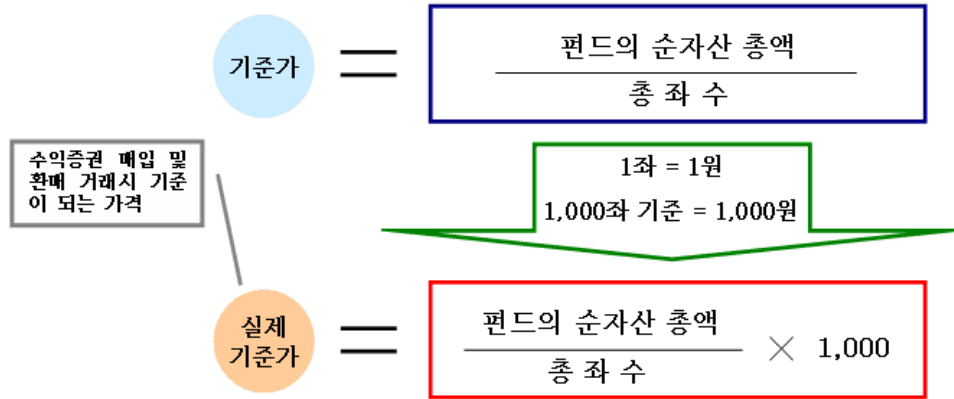 기준가
=
펀드의 순자산 총액
총 좌 수
수익증권 매입 및
환매 거래시 기준
이 되는 가격
1좌 = 1원
1,000좌 기준 = 1,000원
실제
기준가
=
펀드의 순자산 총액
총 좌 수
× 1,000